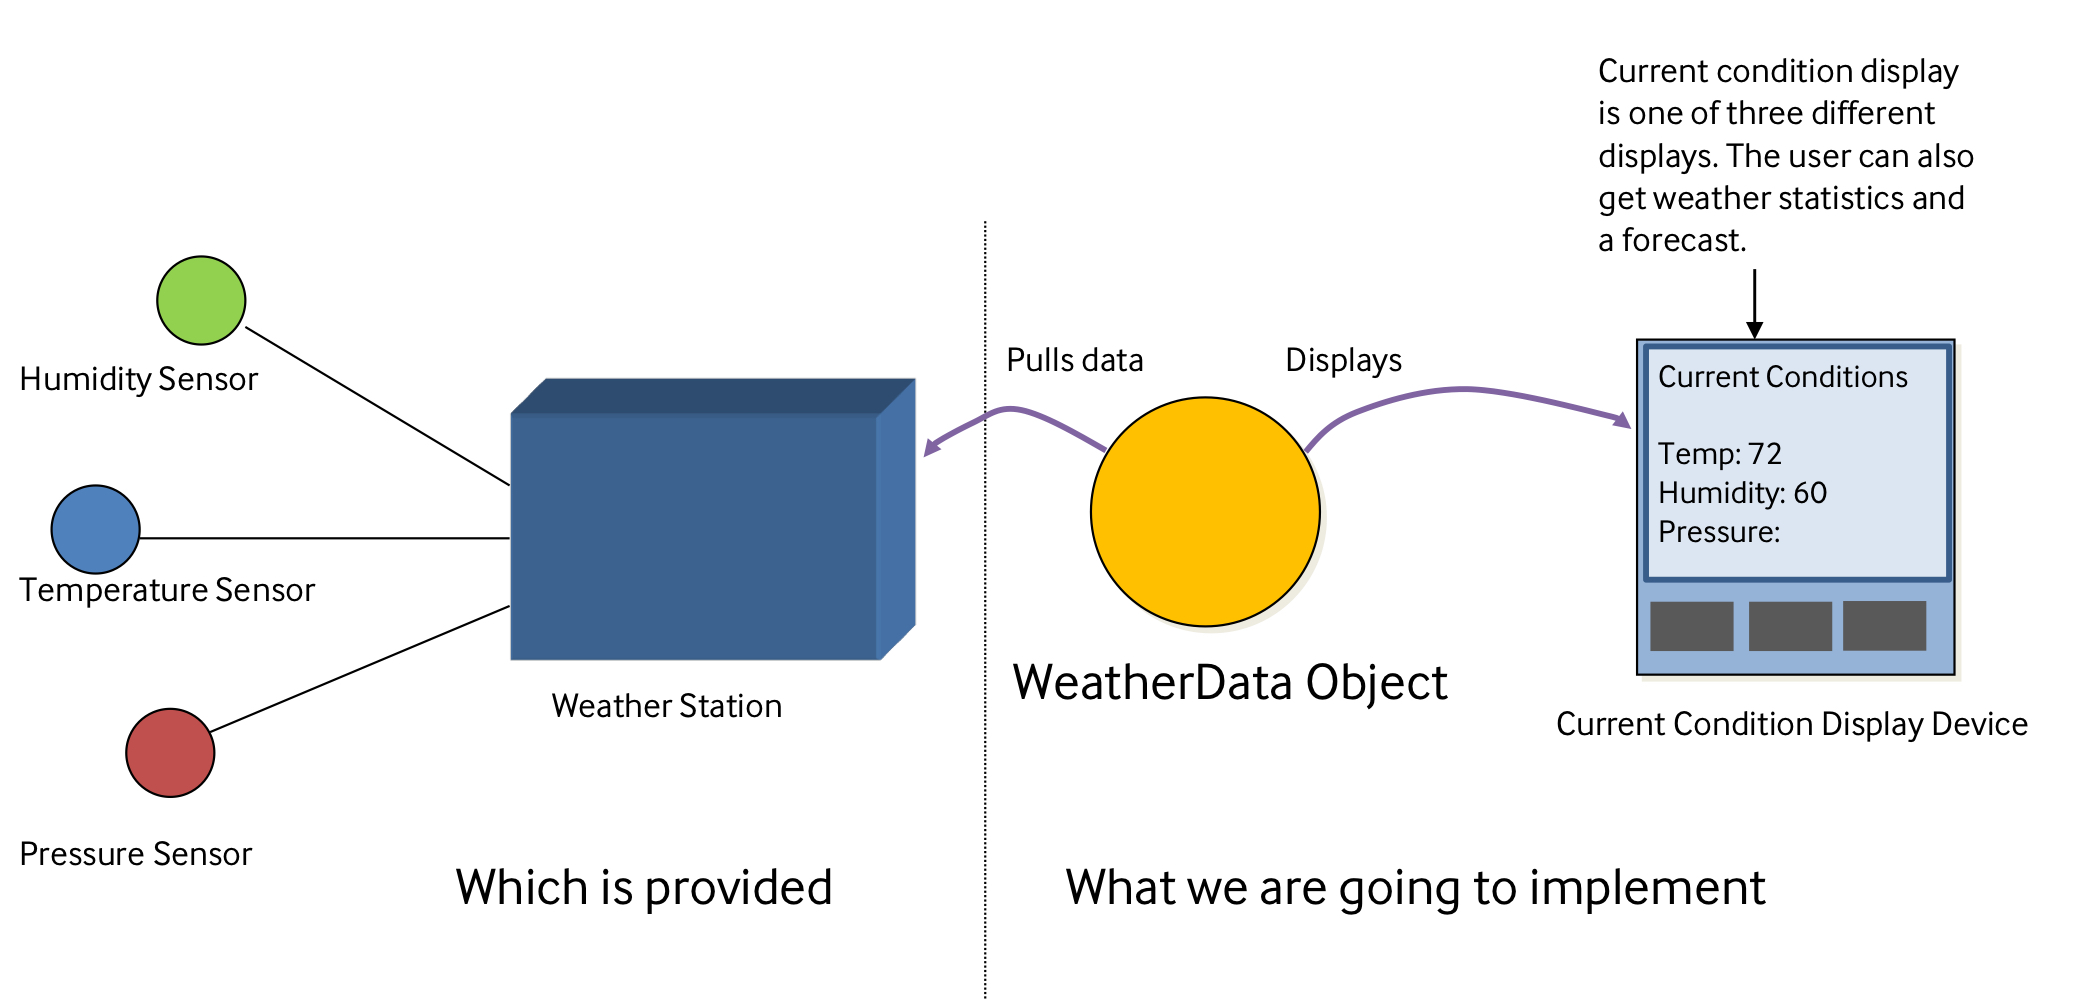 Current condition display
is one of three different
displays. The user can also
get weather statistics and
a forecast.
Humidity Sensor
Temperature Sensor
Pressure Sensor
Weather Station
Which is provided
Pulls data
Displays
WeatherData Object
Current Conditions
Temp: 72
Humidity: 60
Pressure:
Current Condition Display Device
What we are going to implement